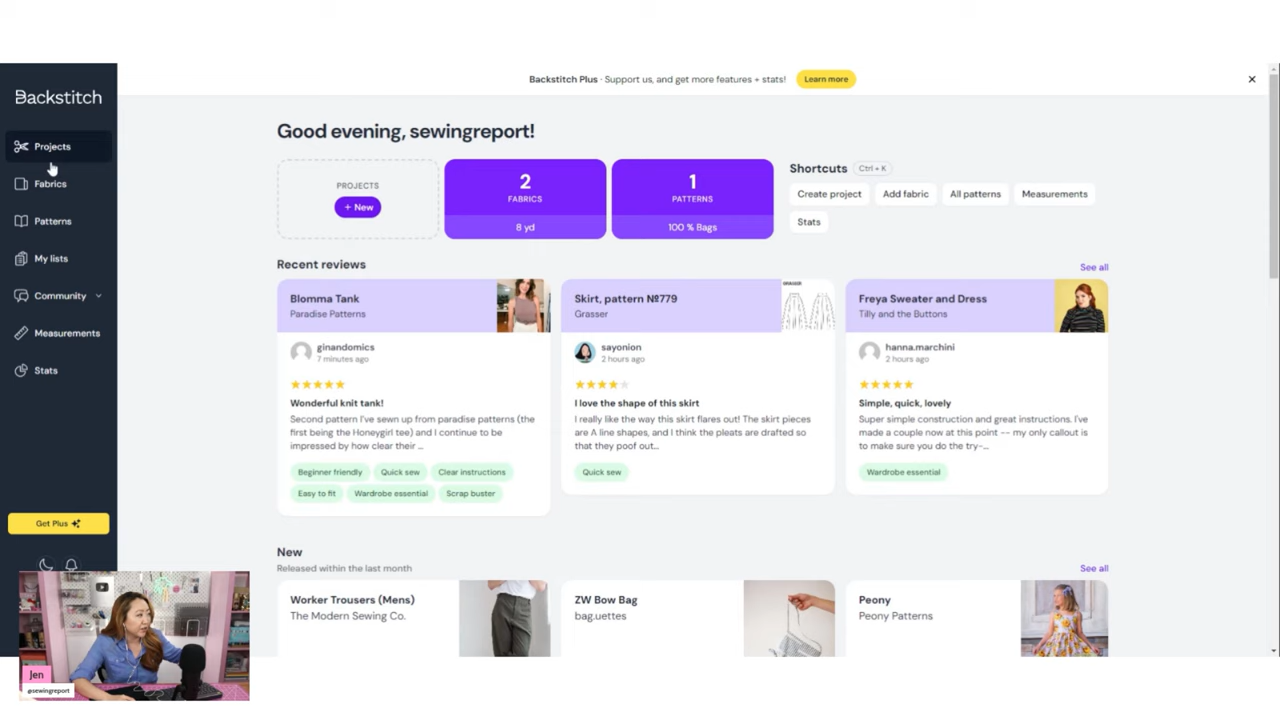 Backstitch
Projects
Fabrics
Patterns
My lists
Community
Measurements
Stats
Get Plus
Backstitch Plus · Support us, and get more features + stats!
Learn more
Good evening, sewingreport!
PROJECTS
+ New
2
FABRICS
8 yd
1
PATTERNS
100 % Bags
Shortcuts
Ctrl + K
Create project
Add fabric
All patterns
Measurements
Stats
Recent reviews
See all
Blomma Tank
Paradise Patterns
ginandomics
7 minutes ago
Wonderful knit tank!
Second pattern I've sewn up from paradise patterns (the
first being the Honeygirl tee) and I continue to be
impressed by how clear their ...
Beginner friendly
Quick sew
Clear instructions
Easy to fit
Wardrobe essential
Scrap buster
Skirt, pattern №779
Grasser
GRASSER
sayonion
2 hours ago
I love the shape of this skirt
I really like the way this skirt flares out! The skirt pieces
are A line shapes, and I think the pleats are drafted so
that they poof out...
Quick sew
Freya Sweater and Dress
Tilly and the Buttons
hanna.marchini
2 hours ago
Simple, quick, lovely
Super simple construction and great instructions. I've
made a couple now at this point -- my only callout is
to make sure you do the try-...
Wardrobe essential
New
Released within the last month
See all
Worker Trousers (Mens)
The Modern Sewing Co.
ZW Bow Bag
bag.uettes
Peony
Peony Patterns
Jen
@sewingreport